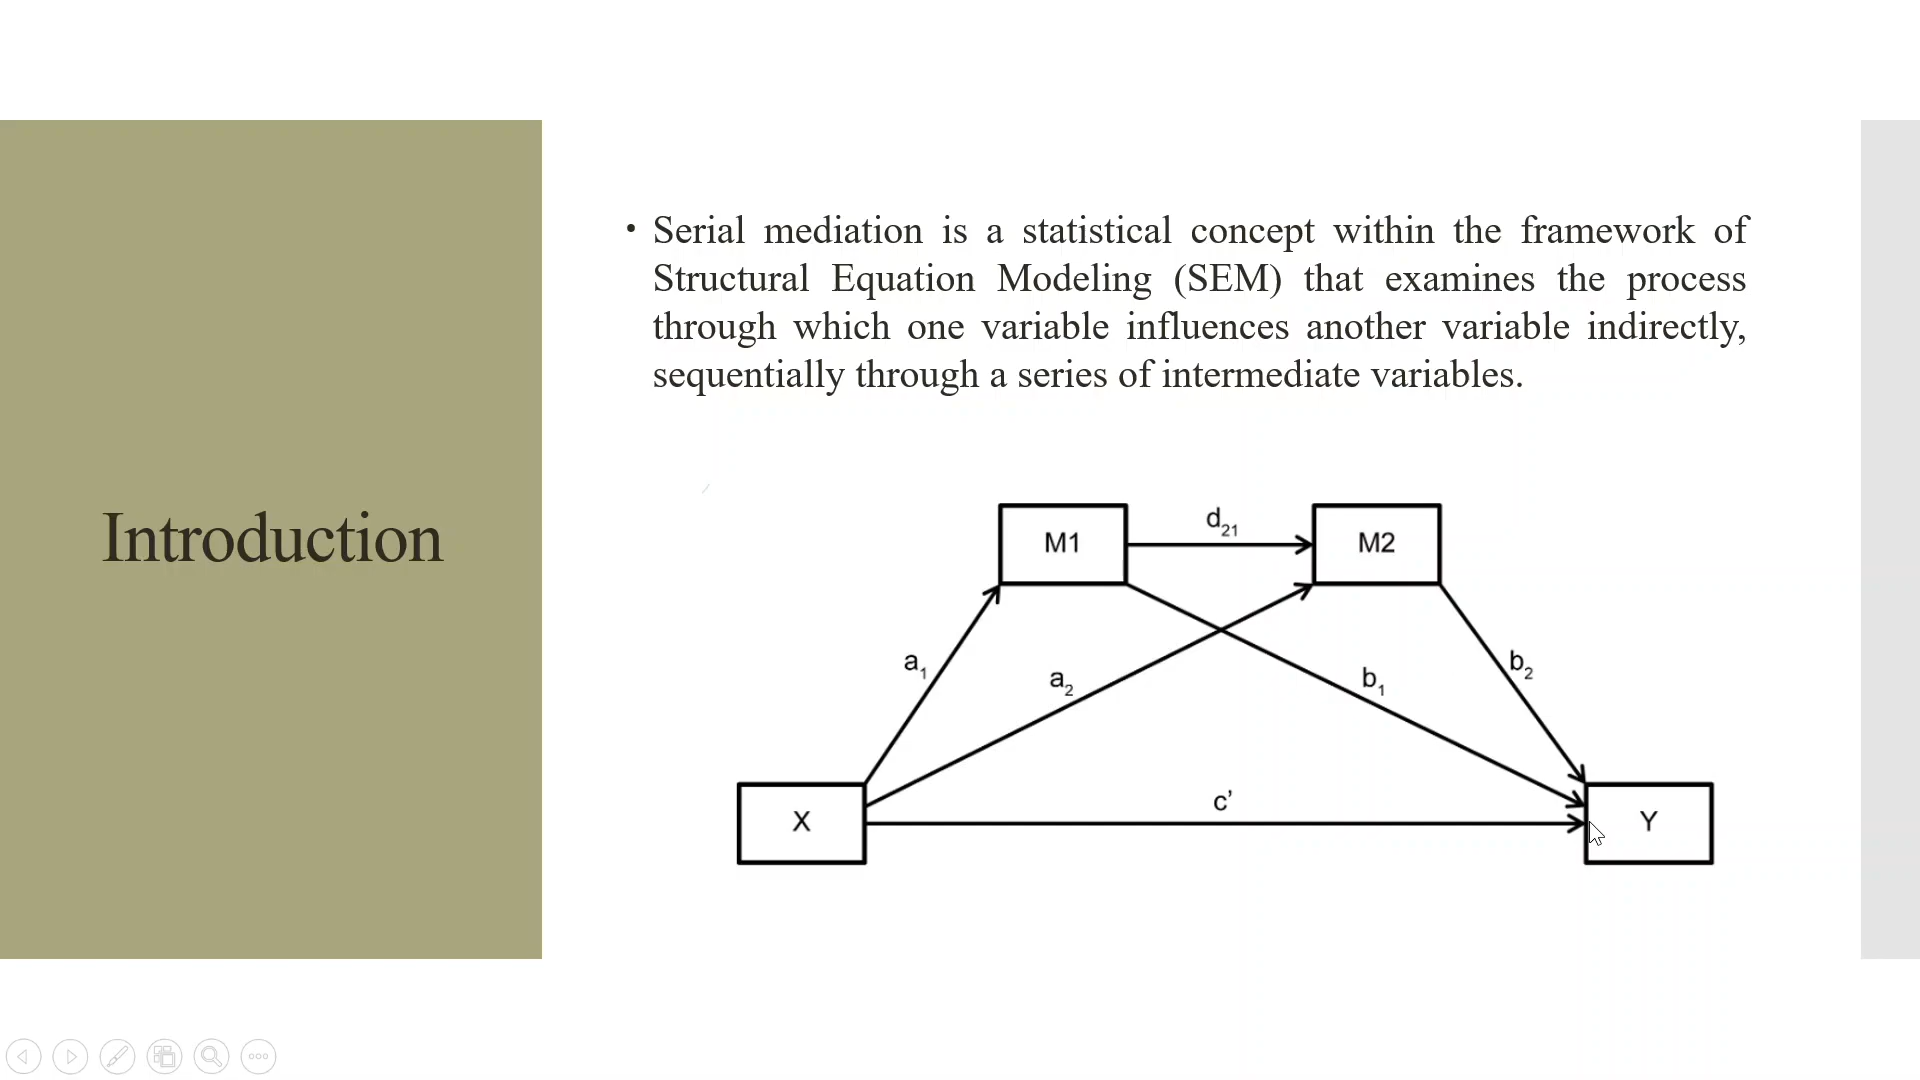 Introduction
• Serial mediation is a statistical concept within the framework of
Structural Equation Modeling (SEM) that examines the process
through which one variable influences another variable indirectly,
sequentially through a series of intermediate variables.
d₂₁
M1
M2
a₁
a₂
b₁
b₂
c’
X
Y